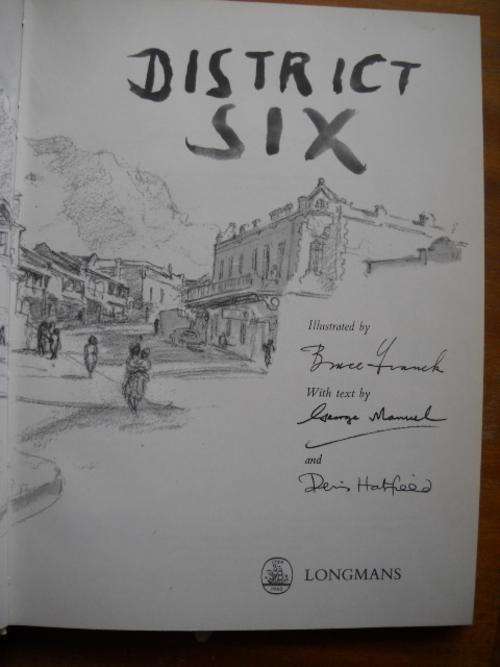 DISTRICT
SIX
Illustrated by
Bruce Franck
With text by
George Manuel
and
Denis Hatfield
LONGMANS